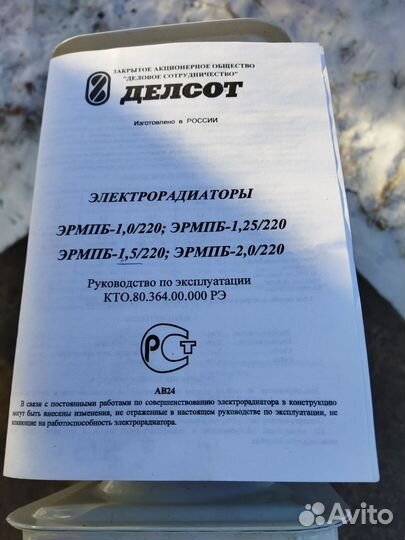 ЗАКРЫТОЕ АКЦИОНЕРНОЕ ОБЩЕСТВО
"ДЕЛОВОЕ СОТРУДНИЧЕСТВО"
ДЕЛСОТ
Изготовлено в РОССИИ
ЭЛЕКТРОРАДИАТОРЫ
ЭРМПБ-1,0/220; ЭРМПБ-1,25/220
ЭРМПБ-1,5/220; ЭРМПБ-2,0/220
Руководство по эксплуатации
КТО.80.364.00.000 РЭ
РСТ
АВ24
В связи с постоянными работами по совершенствованию электрорадиатора в конструкцию
могут быть внесены изменения, не отраженные в настоящем руководстве по эксплуатации, не
влияющие на работоспособность электрорадиатора.
Avito